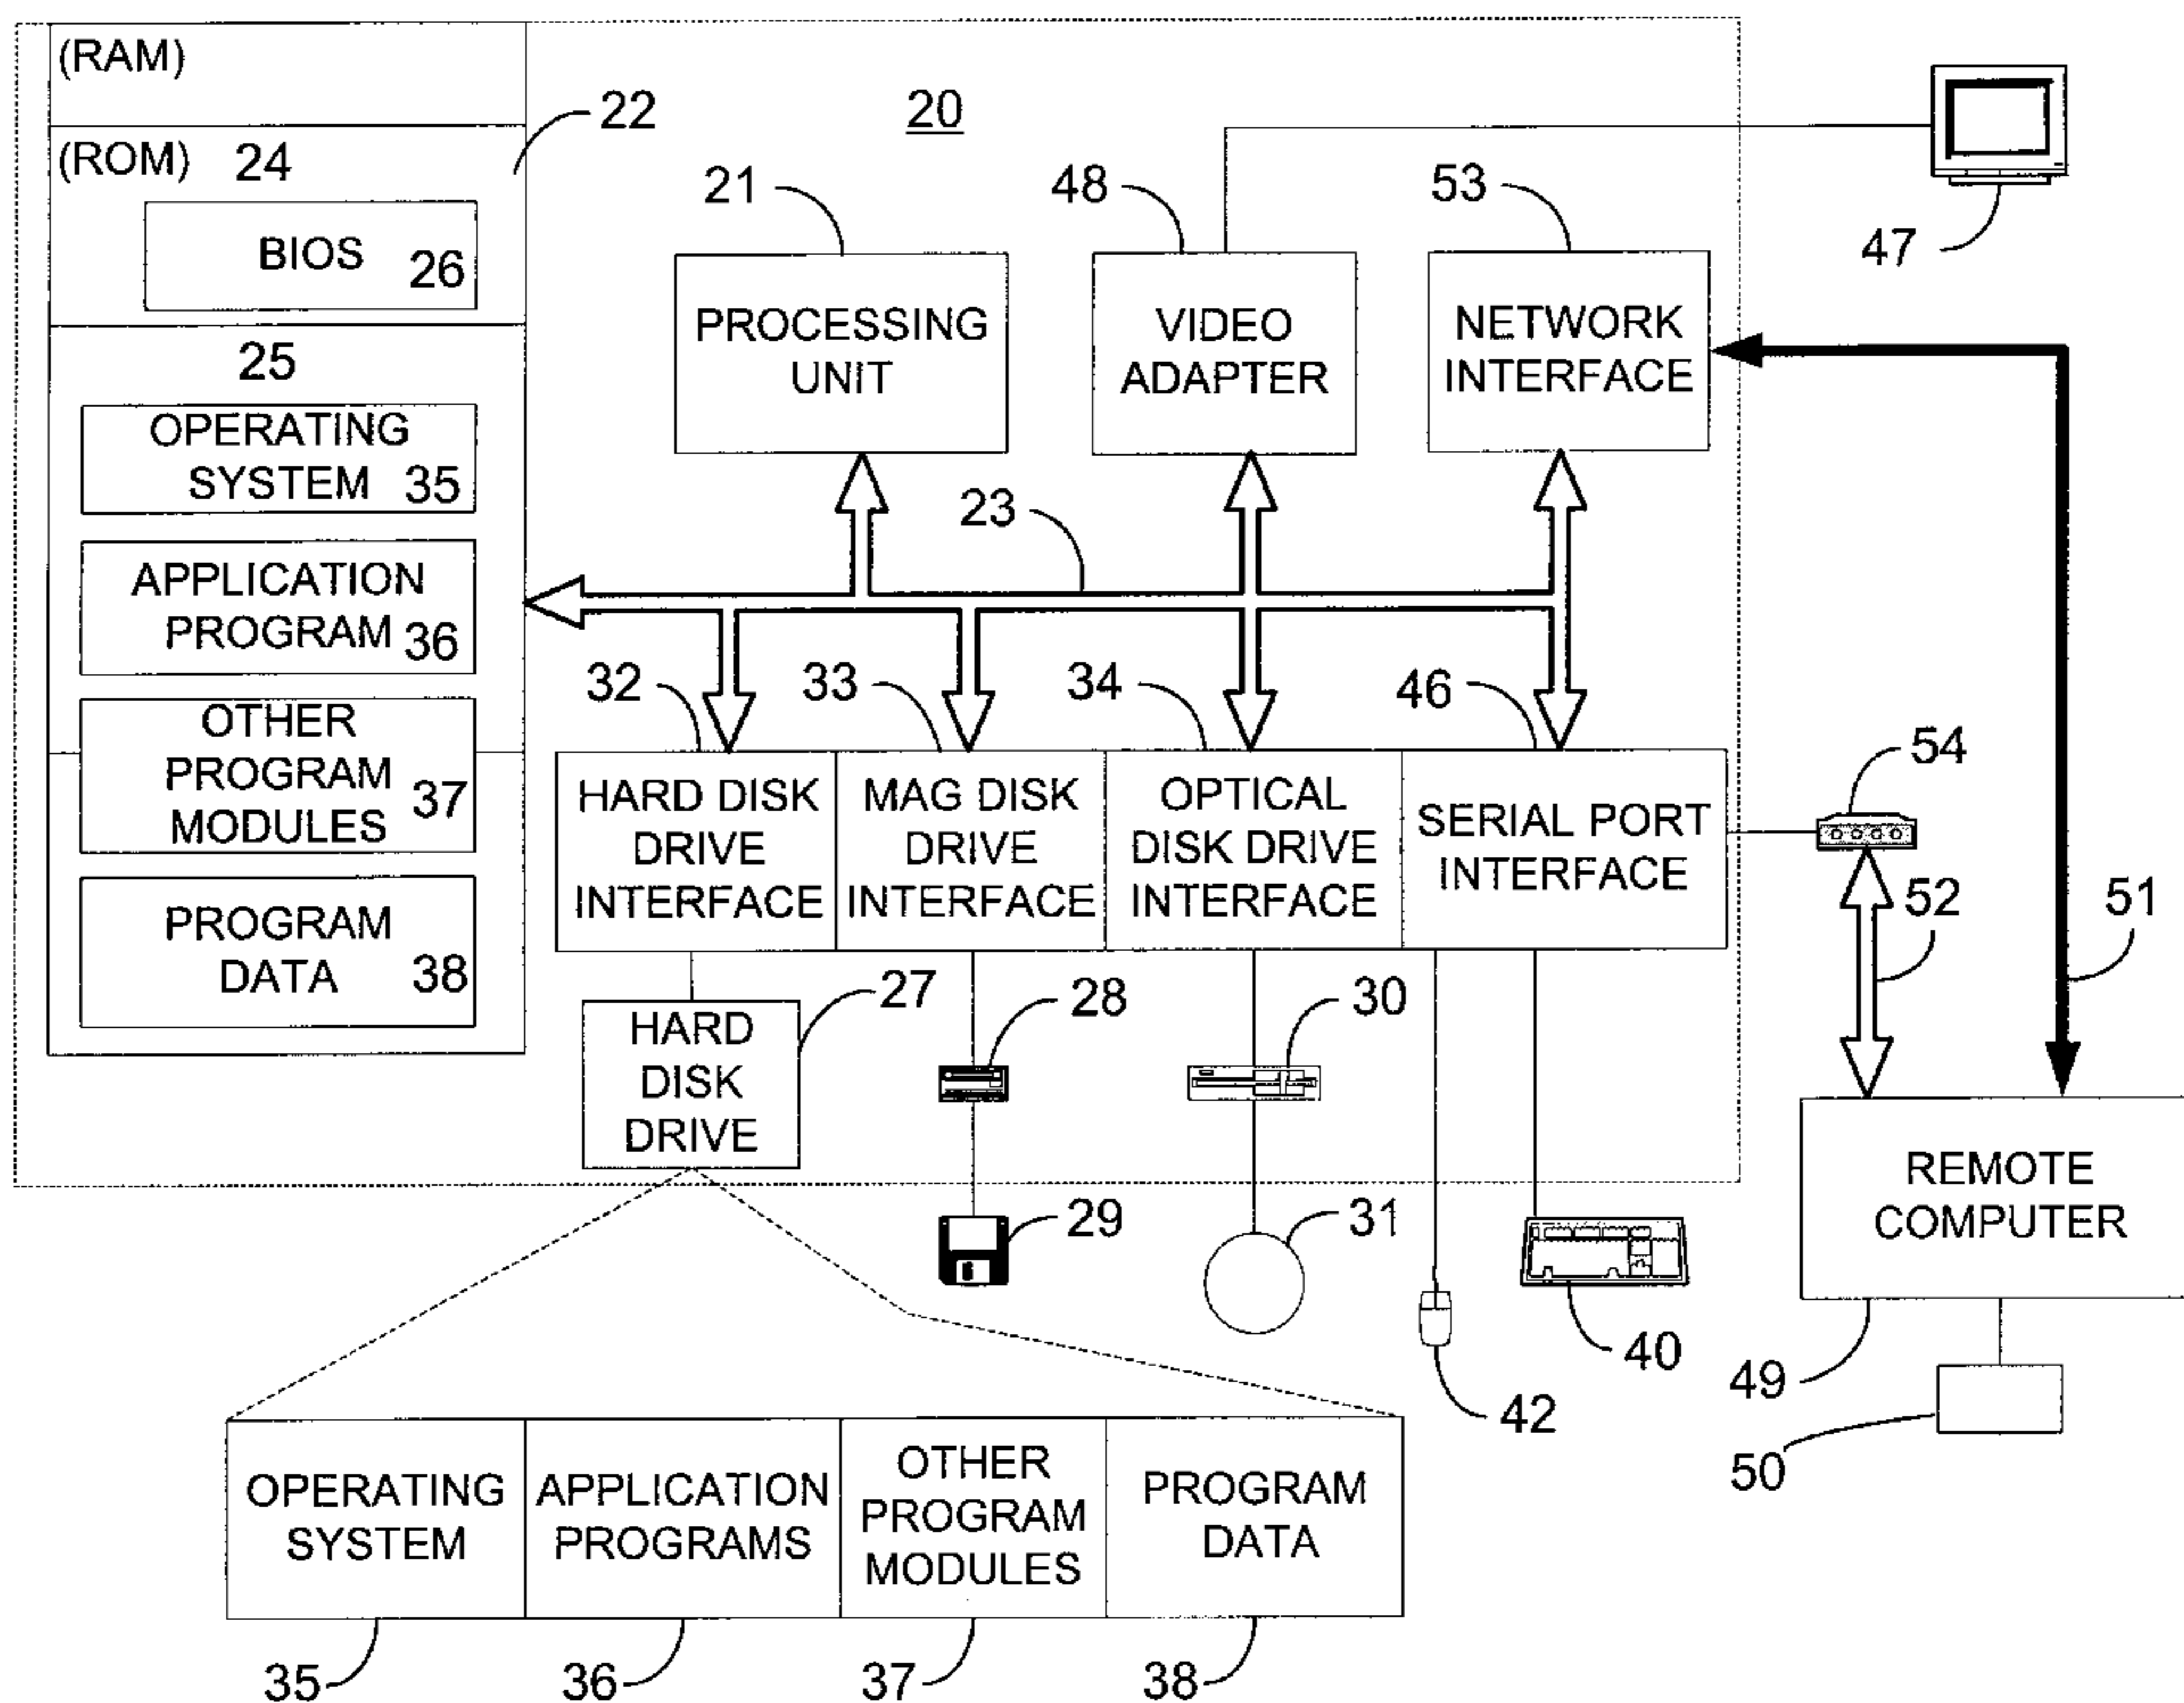 (RAM)
22
20
(ROM) 24
BIOS 26
21
48
53
47
PROCESSING
UNIT
VIDEO
ADAPTER
NETWORK
INTERFACE
25
OPERATING
SYSTEM 35
APPLICATION
PROGRAM 36
OTHER
PROGRAM
MODULES 37
PROGRAM
DATA 38
23
32
33
34
46
HARD DISK
DRIVE
INTERFACE
MAG DISK
DRIVE
INTERFACE
OPTICAL
DISK DRIVE
INTERFACE
SERIAL PORT
INTERFACE
54
52
51
HARD
DISK
DRIVE
27
28
30
29
31
42
40
REMOTE
COMPUTER
49
50
OPERATING
SYSTEM
APPLICATION
PROGRAMS
OTHER
PROGRAM
MODULES
PROGRAM
DATA
35
36
37
38